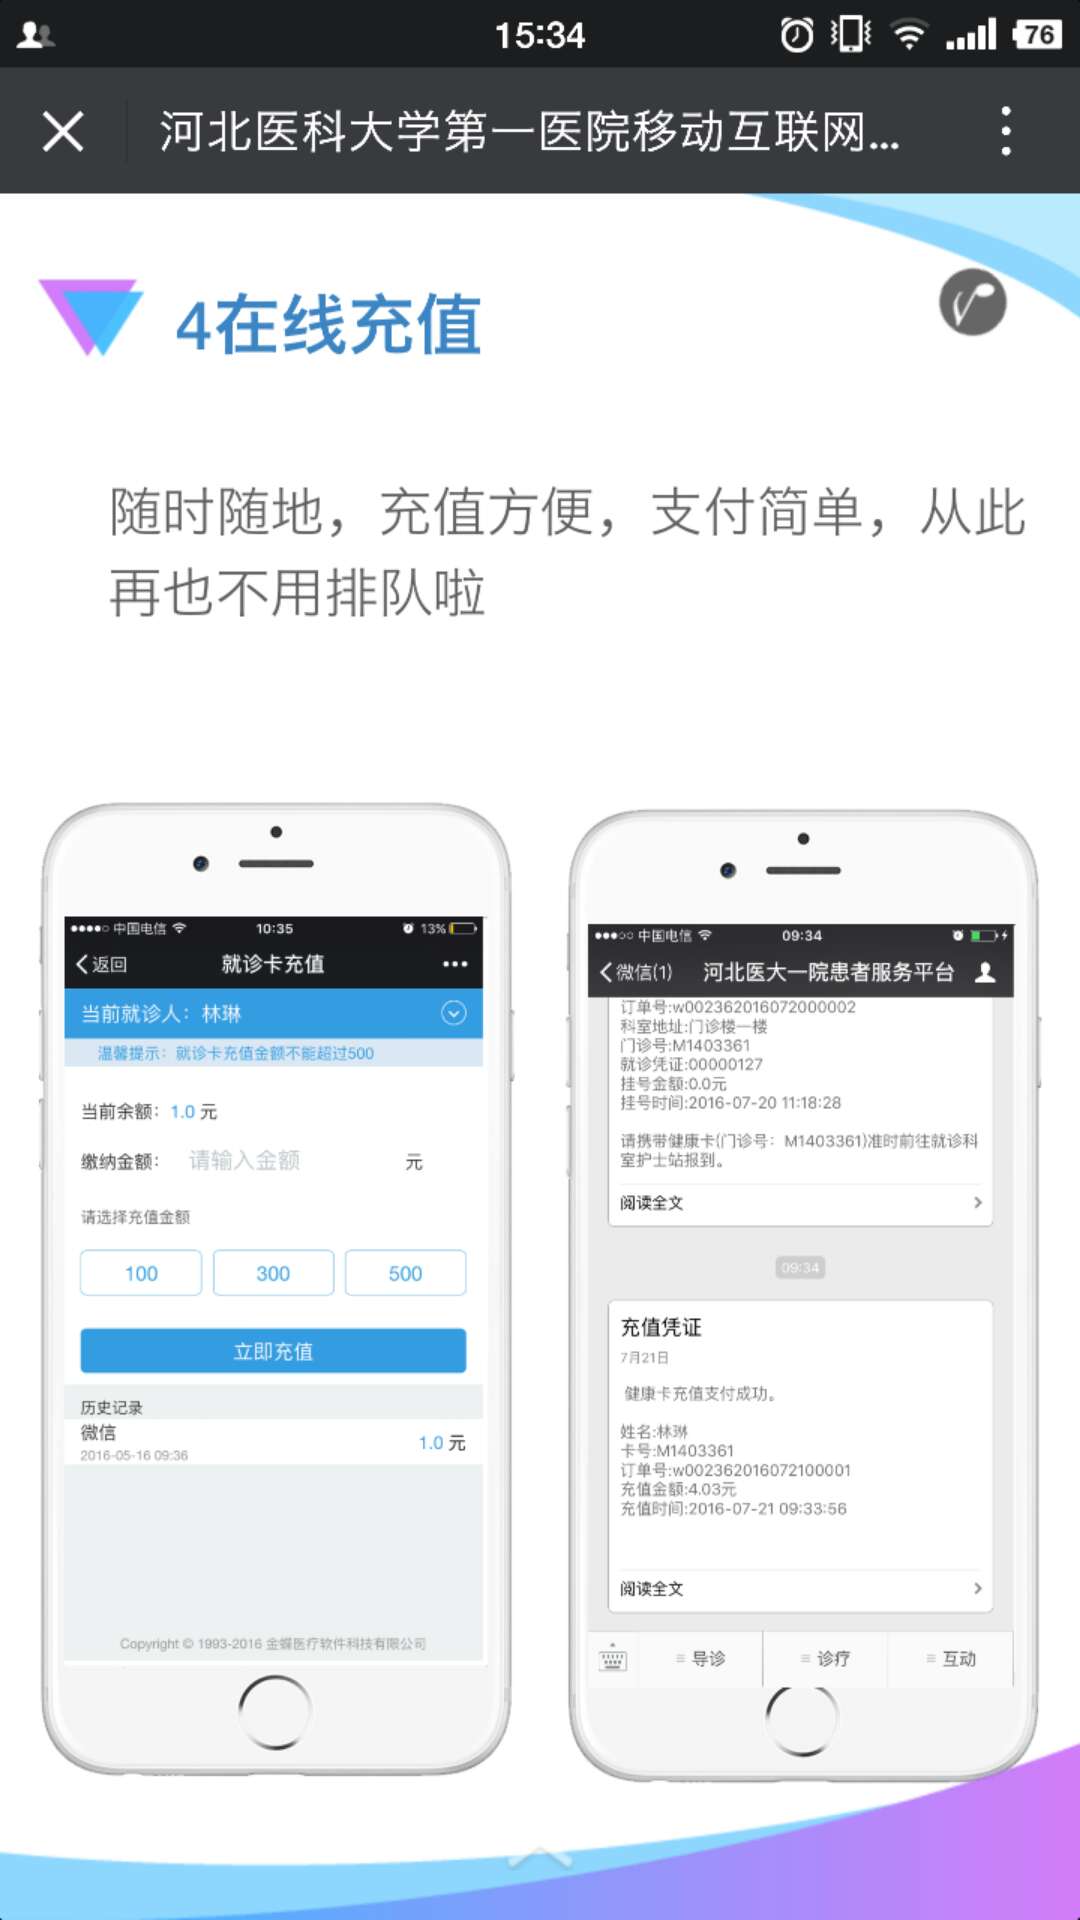 15:34
76
河北医科大学第一医院移动互联网...
4在线充值
随时随地，充值方便，支付简单，从此
再也不用排队啦
中国电信
10:35
13%
返回
就诊卡充值
当前就诊人：林琳
温馨提示：就诊卡充值金额不能超过500
当前余额：1.0 元
缴纳金额： 请输入金额 元
请选择充值金额
100
300
500
立即充值
历史记录
微信
2016-05-16 09:36
1.0 元
Copyright © 1993-2016 金蝶医疗软件科技有限公司
中国电信
09:34
微信(1)
河北医大一院患者服务平台
订单号:w002362016072000002
科室地址:门诊楼一楼
门诊号:M1403361
就诊凭证:00000127
挂号金额:0.0元
挂号时间:2016-07-20 11:18:28
请携带健康卡(门诊号：M1403361)准时前往就诊科
室护士站报到。
阅读全文
09:34
充值凭证
7月21日
健康卡充值支付成功。
姓名:林琳
卡号:M1403361
订单号:w002362016072100001
充值金额:4.03元
充值时间:2016-07-21 09:33:56
阅读全文
导诊
诊疗
互动